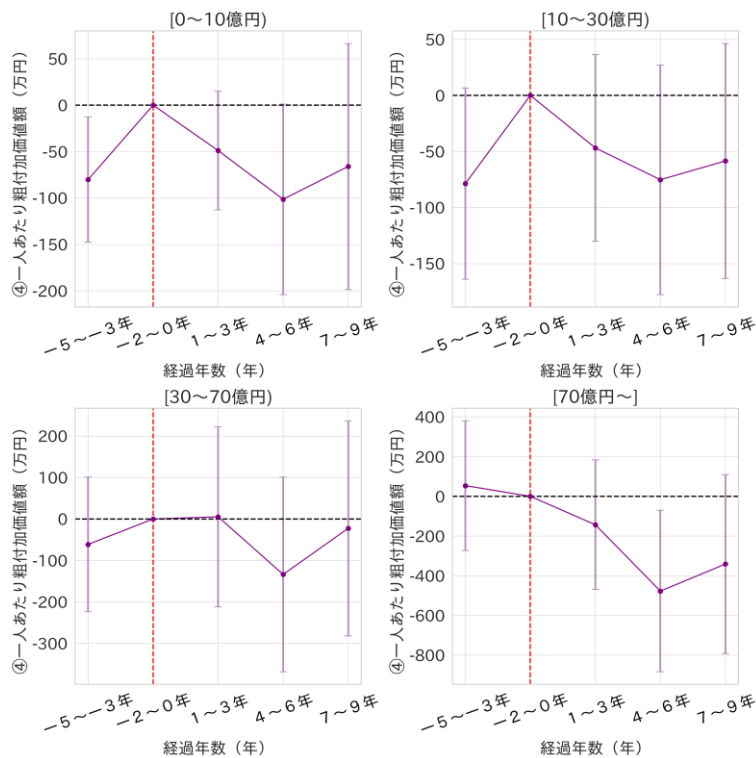 [0～10億円)
④一人あたり粗付加価値額（万円）
50
0
-50
-100
-150
-200
－5～－3年
－2～0年
1～3年
4～6年
7～9年
経過年数（年）
[10～30億円)
④一人あたり粗付加価値額（万円）
50
0
-50
-100
-150
－5～－3年
－2～0年
1～3年
4～6年
7～9年
経過年数（年）
[30～70億円)
④一人あたり粗付加価値額（万円）
200
100
0
-100
-200
-300
－5～－3年
－2～0年
1～3年
4～6年
7～9年
経過年数（年）
[70億円～]
④一人あたり粗付加価値額（万円）
400
200
0
-200
-400
-600
-800
－5～－3年
－2～0年
1～3年
4～6年
7～9年
経過年数（年）